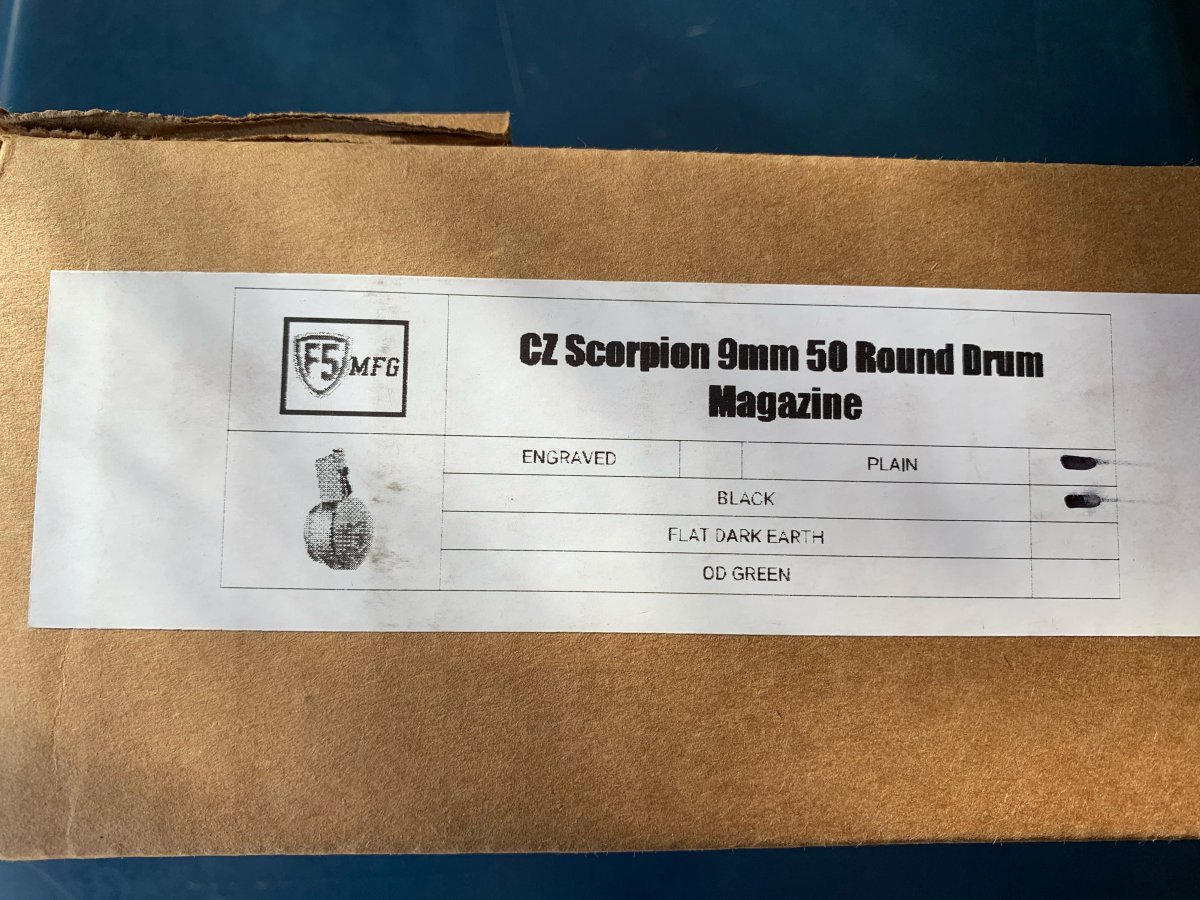 F5 MFG
CZ Scorpion 9mm 50 Round Drum
Magazine
ENGRAVED PLAIN
BLACK
FLAT DARK EARTH
OD GREEN